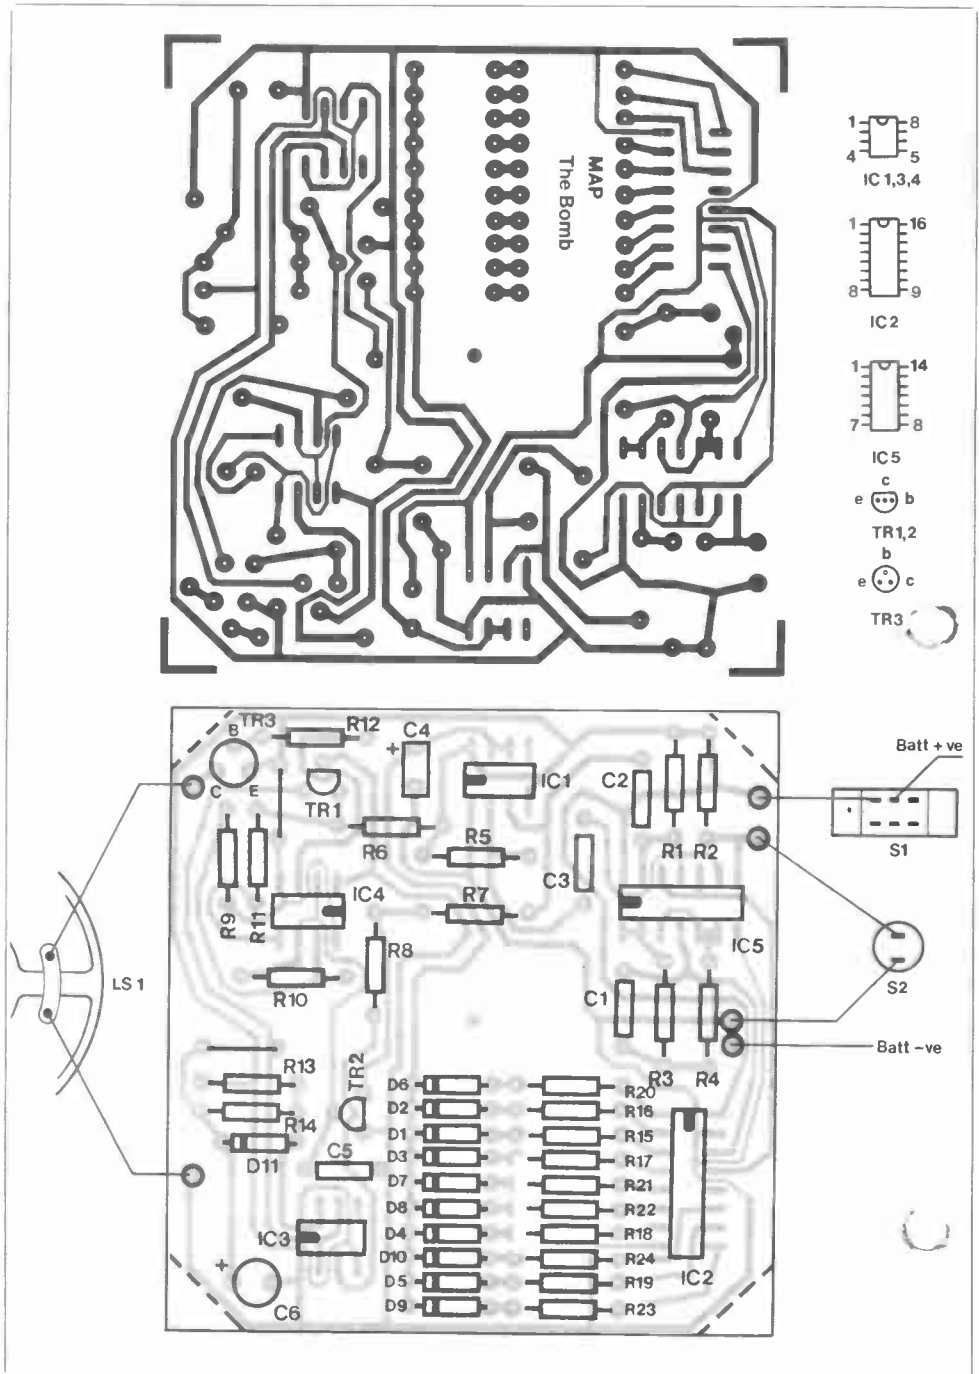 MAP
The Bomb
1 8
4 5
IC 1,3,4
1 16
8 9
IC 2
1 14
7 8
IC 5
c
e b
TR1,2
b
e c
TR3
TR3
B
C E
R12
TR1
+
C4
IC1
C2
R1 R2
Batt +ve
S1
R6
R5
R7
C3
R9
R11
IC4
R8
R10
IC5
S2
LS 1
C1
R3
R4
Batt –ve
R13
R14
D11
TR2
C5
IC3
+
C6
D6
D2
D1
D3
D7
D8
D4
D10
D5
D9
R20
R16
R15
R17
R21
R22
R18
R24
R19
R23
IC2